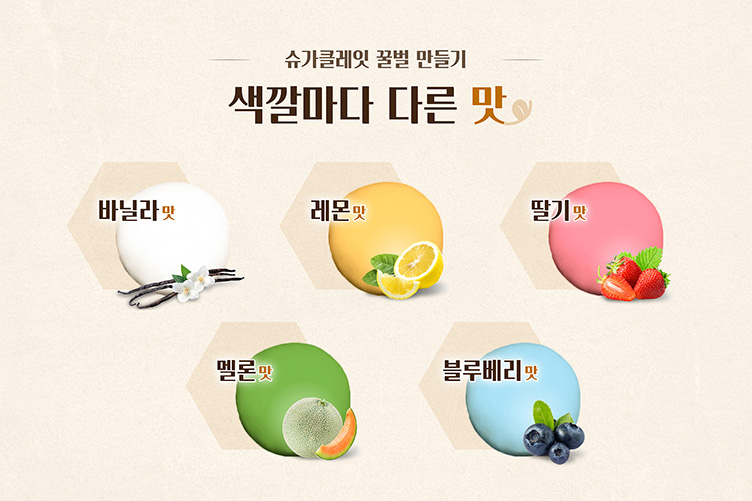 슈가클레잇 꿀벌 만들기
색깔마다 다른 맛
바닐라맛
레몬맛
딸기맛
멜론맛
블루베리맛